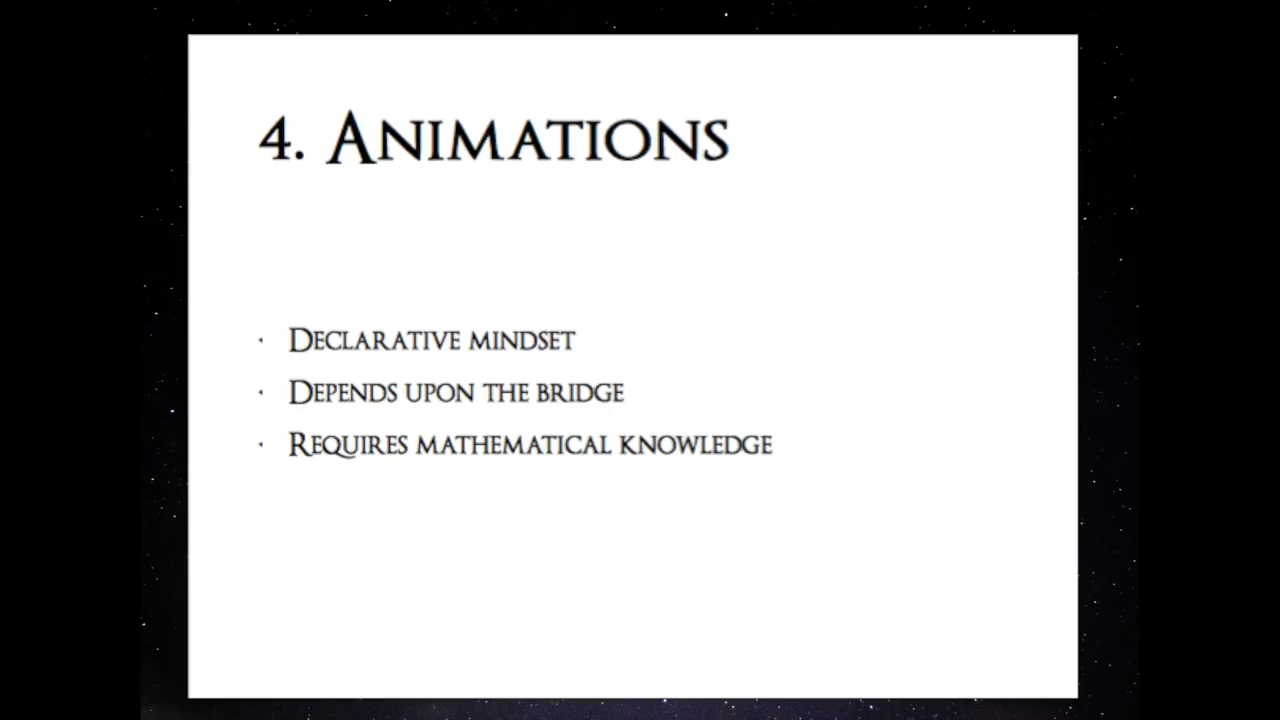 4. Animations
· Declarative mindset
· Depends upon the bridge
· Requires mathematical knowledge